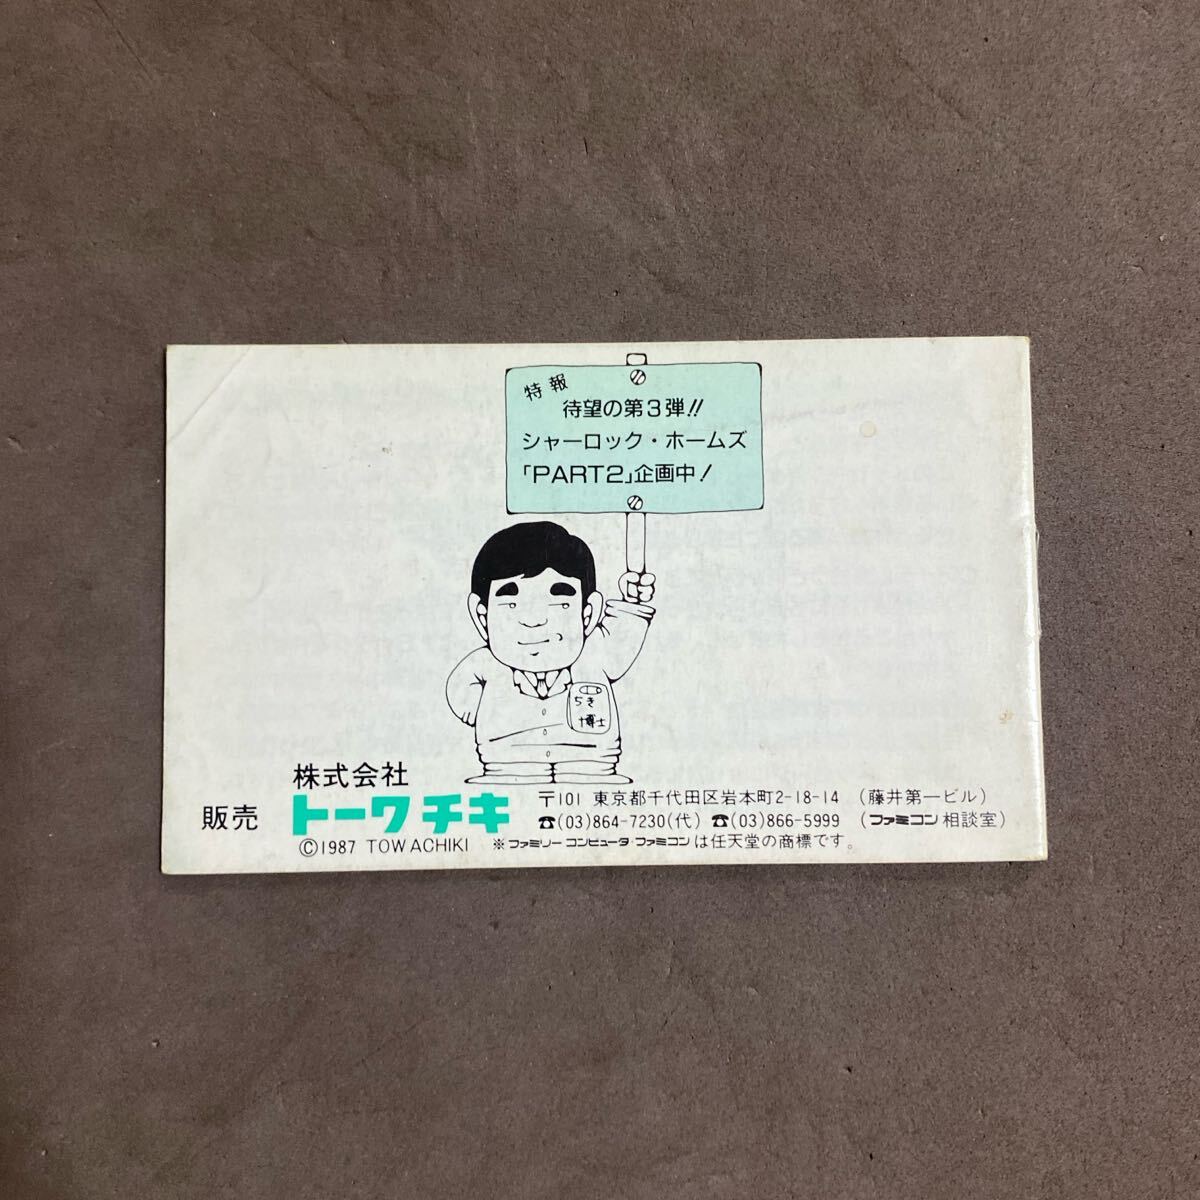 特報
待望の第3弾!!
シャーロック・ホームズ
「PART2」企画中!
ちき
博士
株式会社
販売 トーワチキ
〒101 東京都千代田区岩本町2-18-14 (藤井第一ビル)
☎(03)864-7230(代) ☎(03)866-5999 (ファミコン相談室)
©1987 TOWACHIKI ※ファミリーコンピュータ・ファミコンは任天堂の商標です。